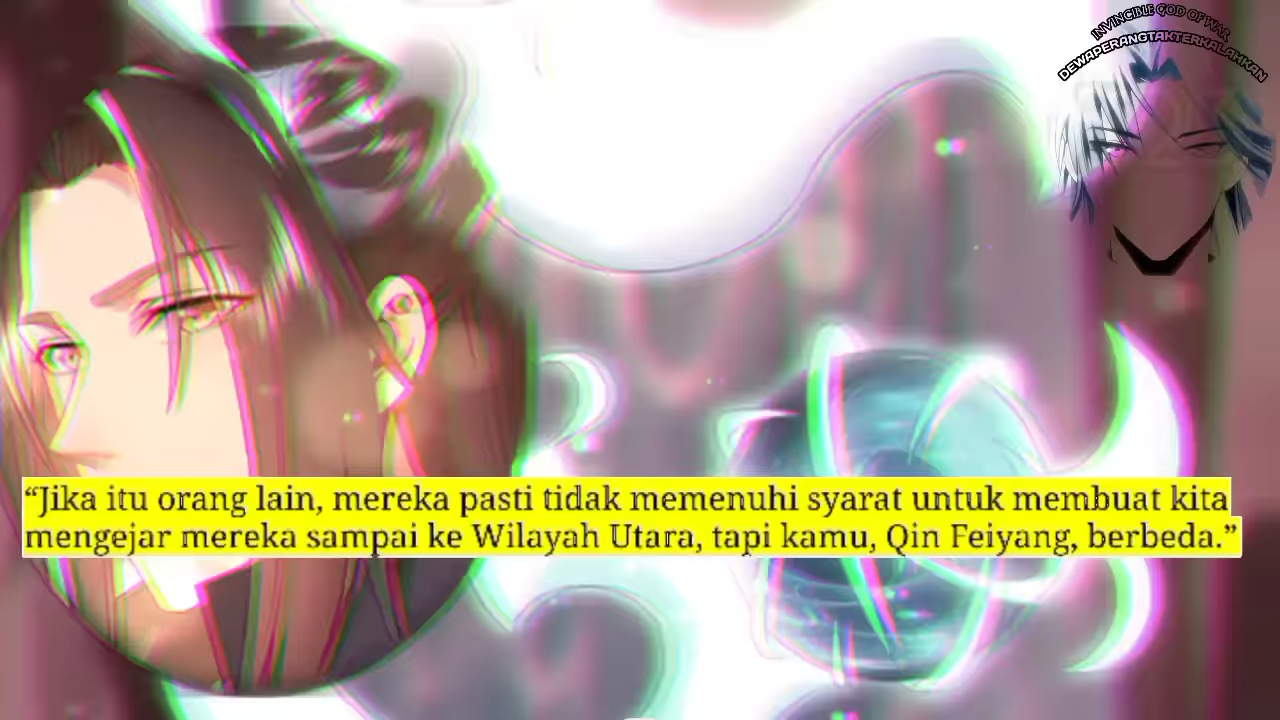 INVINCIBLE GOD OF WAR
DEWAPERANGTAKTERKALAHKAN
“Jika itu orang lain, mereka pasti tidak memenuhi syarat untuk membuat kita
mengejar mereka sampai ke Wilayah Utara, tapi kamu, Qin Feiyang, berbeda.”